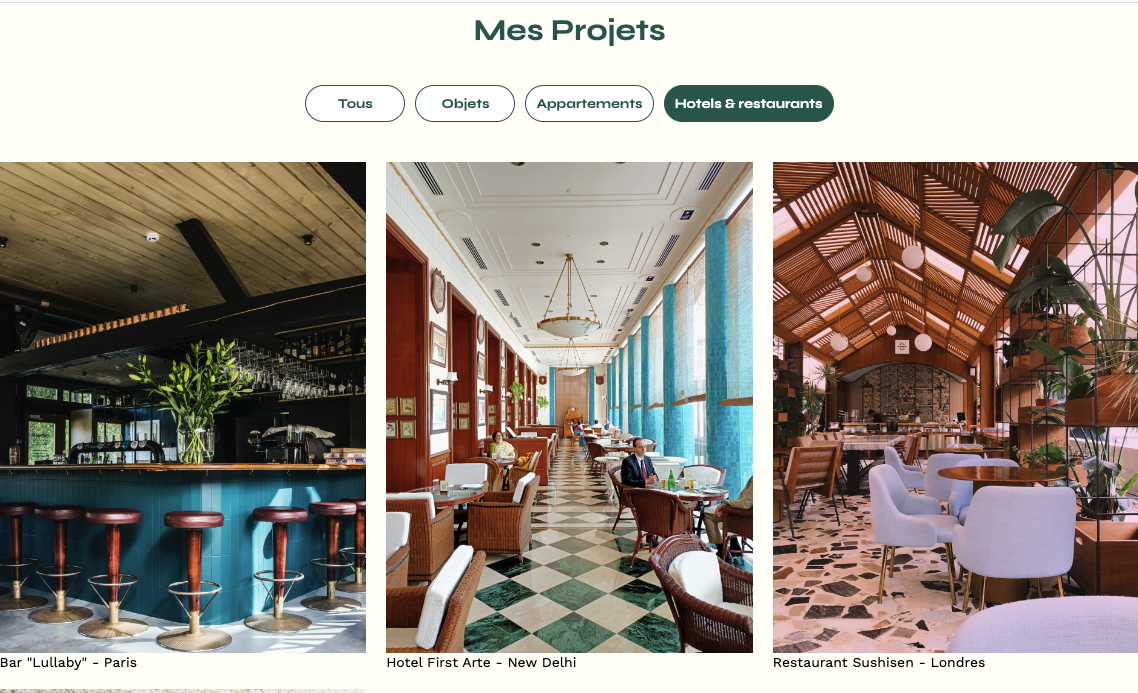 Mes Projets
Tous
Objets
Appartements
Hotels & restaurants
Bar "Lullaby" - Paris
Hotel First Arte - New Delhi
Restaurant Sushisen - Londres